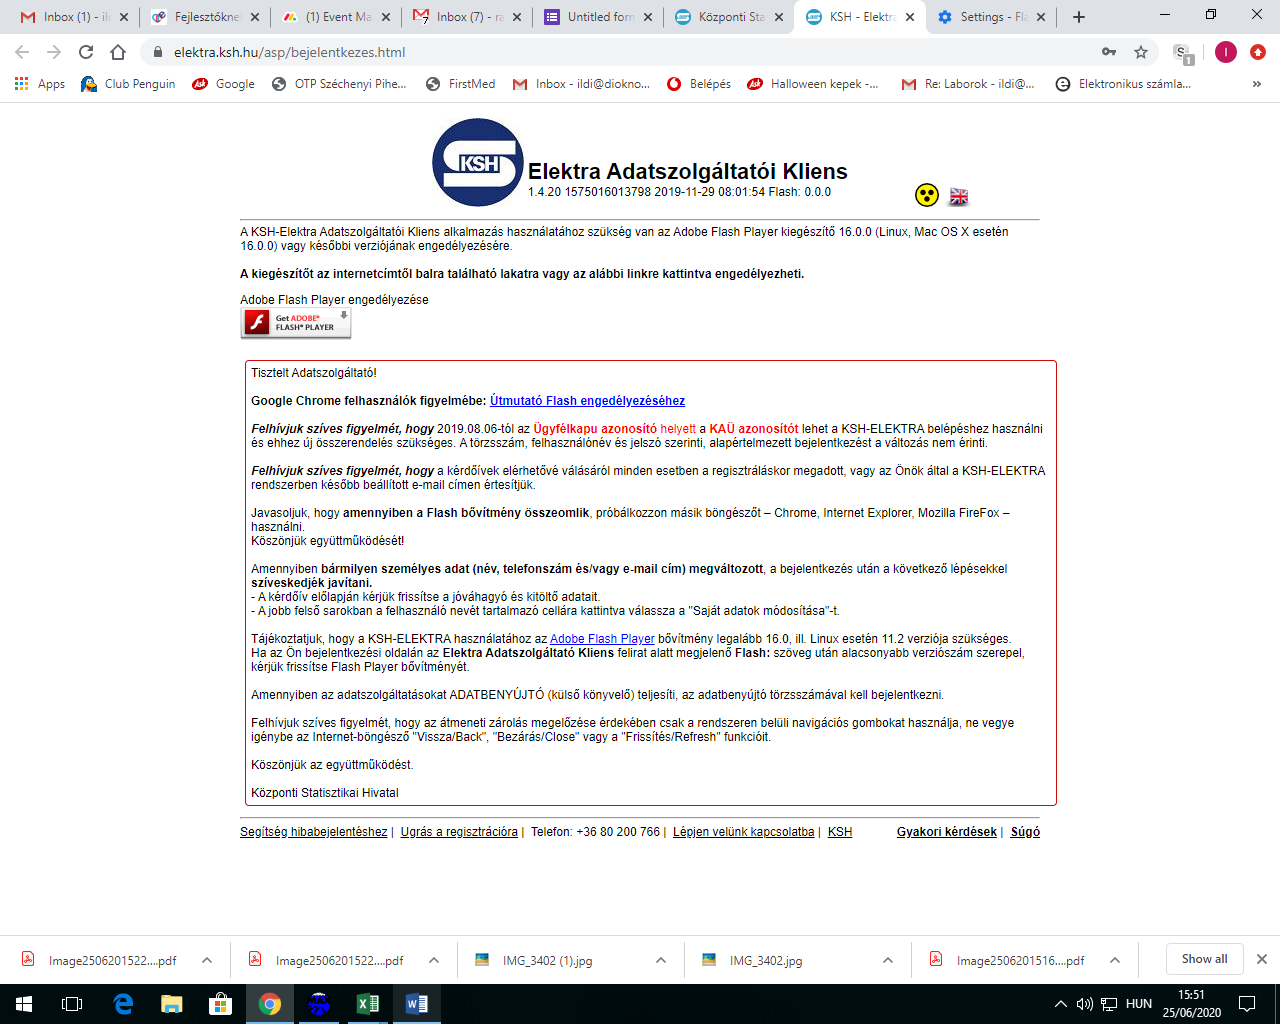 Inbox (1) - ild
Fejlesztőknek
(1) Event Ma
Inbox (7) - ra
Untitled form
Központi Sta
KSH - Elektra
Settings - Fla
elektra.ksh.hu/asp/bejelentkezes.html
Apps
Club Penguin
Google
OTP Széchenyi Pihe...
FirstMed
Inbox - ildi@diokno...
Belépés
Halloween kepek -...
Re: Laborok - ildi@...
Elektronikus számla...
»
KSH
Elektra Adatszolgáltatói Kliens
1.4.20 1575016013798 2019-11-29 08:01:54 Flash: 0.0.0
A KSH-Elektra Adatszolgáltatói Kliens alkalmazás használatához szükség van az Adobe Flash Player kiegészítő 16.0.0 (Linux, Mac OS X esetén
16.0.0) vagy későbbi verziójának engedélyezésére.
A kiegészítőt az internetcímtől balra található lakatra vagy az alábbi linkre kattintva engedélyezheti.
Adobe Flash Player engedélyezése
Get ADOBE®
FLASH® PLAYER
Tisztelt Adatszolgáltató!
Google Chrome felhasználók figyelmébe: Útmutató Flash engedélyezéséhez
Felhívjuk szíves figyelmét, hogy 2019.08.06-tól az Ügyfélkapu azonosító helyett a KAÜ azonosítót lehet a KSH-ELEKTRA belépéshez használni
és ehhez új összerendelés szükséges. A törzsszám, felhasználónév és jelszó szerinti, alapértelmezett bejelentkezést a változás nem érinti.
Felhívjuk szíves figyelmét, hogy a kérdőívek elérhetővé válásáról minden esetben a regisztráláskor megadott, vagy az Önök által a KSH-ELEKTRA
rendszerben később beállított e-mail címen értesítjük.
Javasoljuk, hogy amennyiben a Flash bővítmény összeomlik, próbálkozzon másik böngészőt – Chrome, Internet Explorer, Mozilla FireFox –
használni.
Köszönjük együttműködését!
Amennyiben bármilyen személyes adat (név, telefonszám és/vagy e-mail cím) megváltozott, a bejelentkezés után a következő lépésekkel
szíveskedjék javítani.
- A kérdőív előlapján kérjük frissítse a jóváhagyó és kitöltő adatait.
- A jobb felső sarokban a felhasználó nevét tartalmazó cellára kattintva válassza a "Saját adatok módosítása"-t.
Tájékoztatjuk, hogy a KSH-ELEKTRA használatához az Adobe Flash Player bővítmény legalább 16.0, ill. Linux esetén 11.2 verziója szükséges.
Ha az Ön bejelentkezési oldalán az Elektra Adatszolgáltató Kliens felirat alatt megjelenő Flash: szöveg után alacsonyabb verziószám szerepel,
kérjük frissítse Flash Player bővítményét.
Amennyiben az adatszolgáltatásokat ADATBENYÚJTÓ (külső könyvelő) teljesíti, az adatbenyújtó törzsszámával kell bejelentkezni.
Felhívjuk szíves figyelmét, hogy az átmeneti zárolás megelőzése érdekében csak a rendszeren belüli navigációs gombokat használja, ne vegye
igénybe az Internet-böngésző "Vissza/Back", "Bezárás/Close" vagy a "Frissítés/Refresh" funkcióit.
Köszönjük az együttműködést.
Központi Statisztikai Hivatal
Segítség hibabejelentéshez | Ugrás a regisztrációra | Telefon: +36 80 200 766 | Lépjen velünk kapcsolatba | KSH Gyakori kérdések | Súgó
Image2506201522....pdf
Image2506201522....pdf
IMG_3402 (1).jpg
IMG_3402.jpg
Image2506201516....pdf
Show all
HUN
15:51
25/06/2020